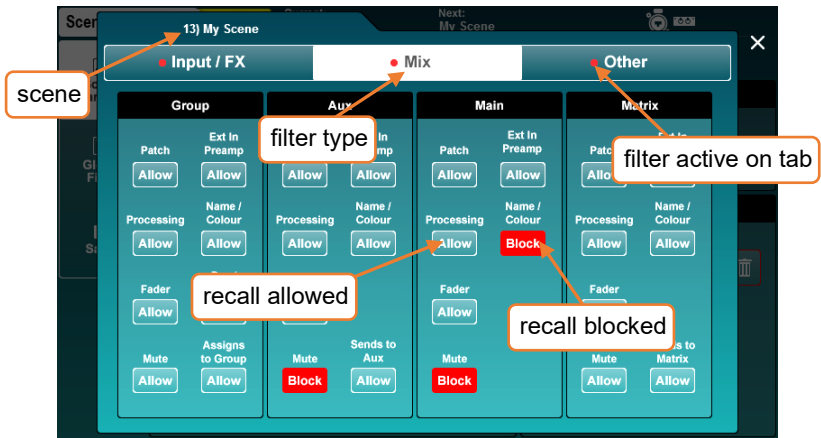 Scen
Next:
My Scene
13) My Scene
Input / FX
Mix
Other
scene
filter type
filter active on tab
Group
Aux
Main
Matrix
Patch
Ext In
Preamp
Patch
Ext In
Preamp
Allow
Allow
Allow
Allow
Allow
Allow
Processing
Name /
Colour
Processing
Name /
Colour
Processing
Name /
Colour
Processing
Name /
Colour
Allow
Allow
Allow
Allow
Allow
Block
Allow
Allow
recall allowed
recall blocked
Fader
Fader
Fader
Allow
Allow
Mute
Assigns
to Group
Mute
Sends to
Aux
Mute
Mute
Matrix
Allow
Allow
Block
Allow
Block
Allow
Allow